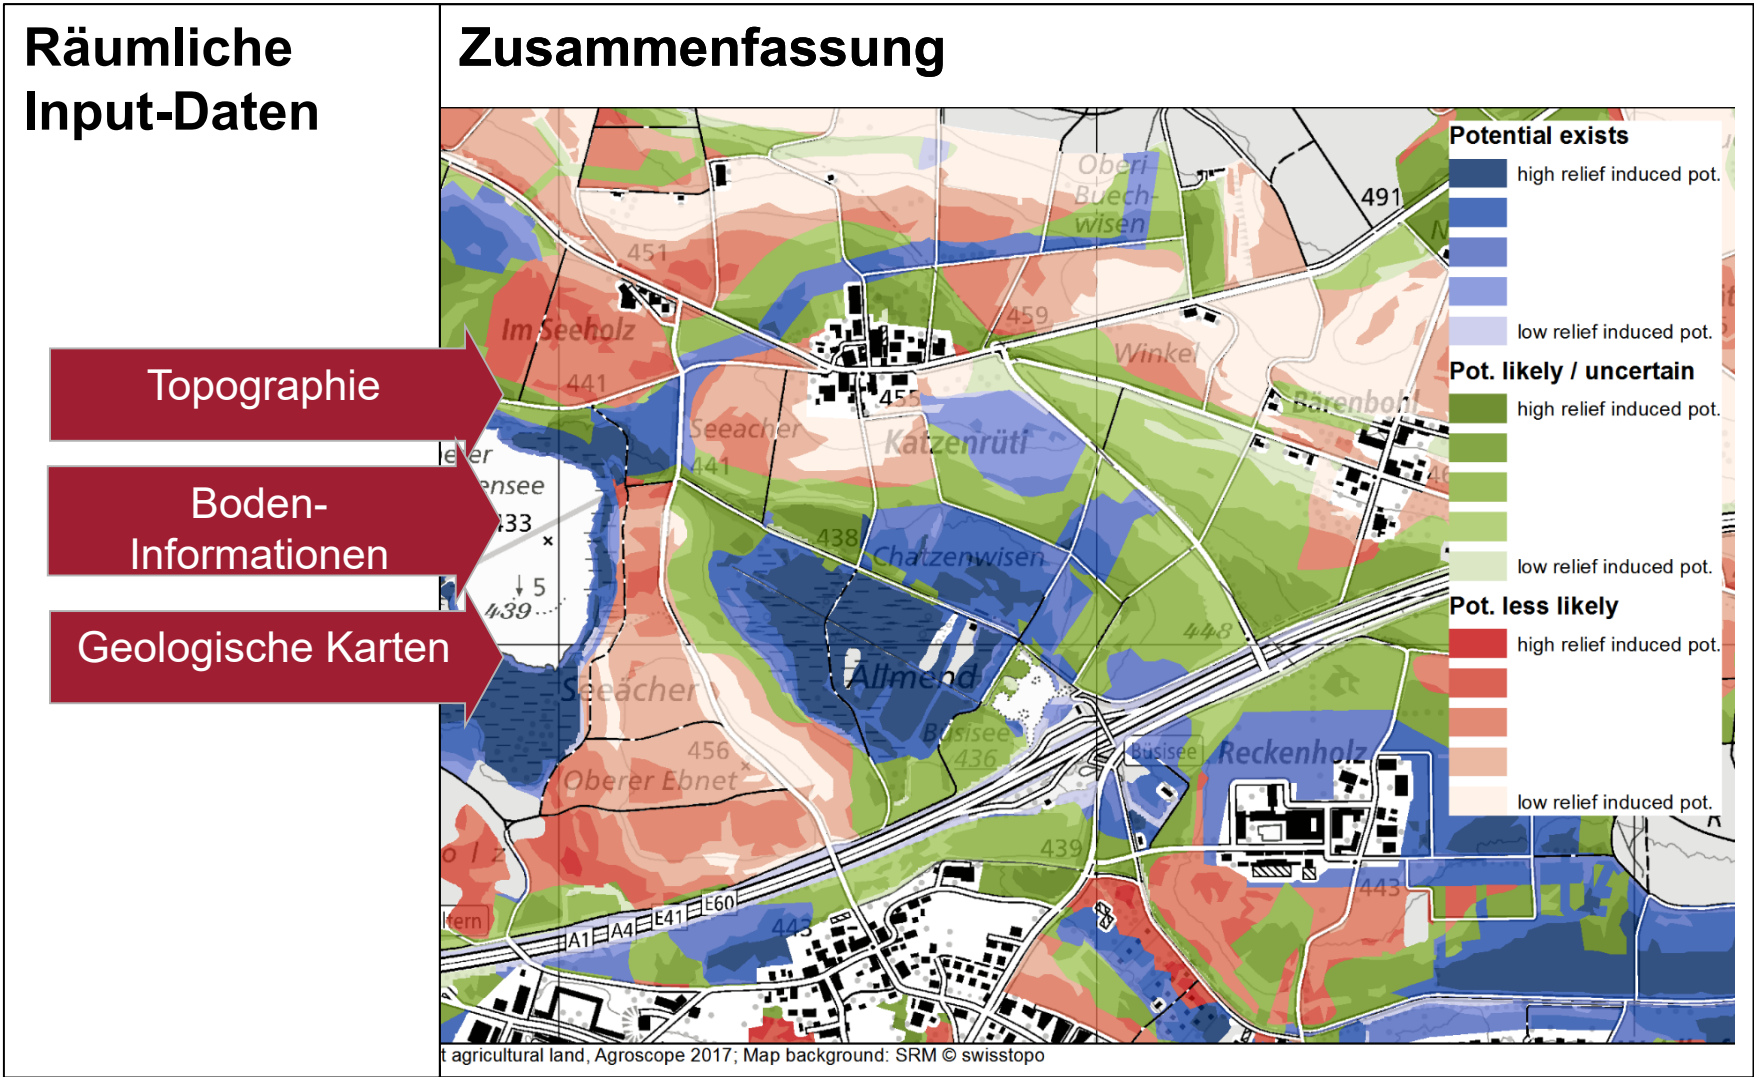 Räumliche
Input-Daten
Zusammenfassung
Topographie
Boden-
Informationen
Geologische Karten
Potential exists
high relief induced pot.
low relief induced pot.
Pot. likely / uncertain
high relief induced pot.
low relief induced pot.
Pot. less likely
high relief induced pot.
low relief induced pot.
Oberi
Buech-
wisen
491
451
Im Seeholz
459
Winkel
441
455
Bärenbohl
Seeacher
Katzenrüti
441
ensee
433
438
Chatzenwisen
5
439
448
Allmend
Seeächer
Büsisee
436
456
Oberer Ebnet
Büsisee
Reckenholz
439
443
A1
A4
E41
E60
443
t agricultural land, Agroscope 2017; Map background: SRM © swisstopo